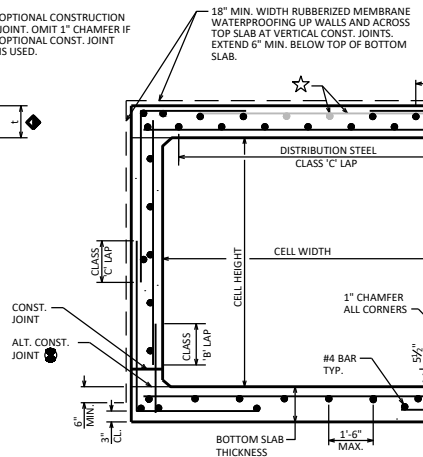 OPTIONAL CONSTRUCTION
JOINT. OMIT 1" CHAMFER IF
OPTIONAL CONST. JOINT
IS USED.
18" MIN. WIDTH RUBBERIZED MEMBRANE
WATERPROOFING UP WALLS AND ACROSS
TOP SLAB AT VERTICAL CONST. JOINTS.
EXTEND 6" MIN. BELOW TOP OF BOTTOM
SLAB.
t
DISTRIBUTION STEEL
CLASS 'C' LAP
CLASS
'C' LAP
CELL HEIGHT
CELL WIDTH
1" CHAMFER
ALL CORNERS
CONST.
JOINT
ALT. CONST.
JOINT
CLASS
'B' LAP
#4 BAR
TYP.
5½"
6"
MIN.
3"
CL.
BOTTOM SLAB
THICKNESS
1'-6"
MAX.